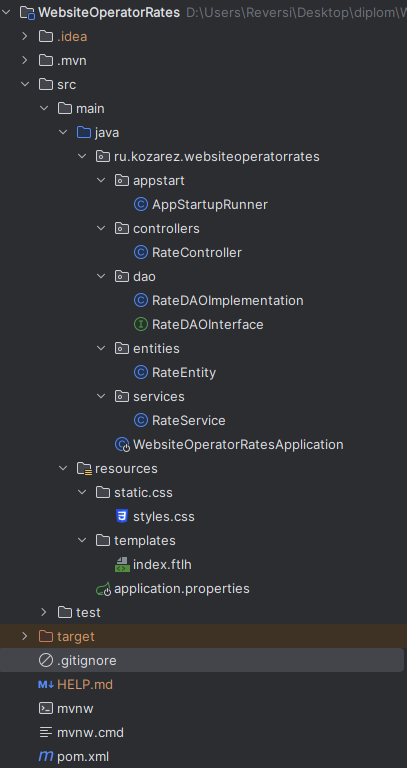 WebsiteOperatorRates D:\Users\Reversi\Desktop\diplom\W
.idea
.mvn
src
main
java
ru.kozarez.websiteoperatorrates
appstart
AppStartupRunner
controllers
RateController
dao
RateDAOImplementation
RateDAOInterface
entities
RateEntity
services
RateService
WebsiteOperatorRatesApplication
resources
static.css
styles.css
templates
index.ftlh
application.properties
test
target
.gitignore
HELP.md
mvnw
mvnw.cmd
pom.xml